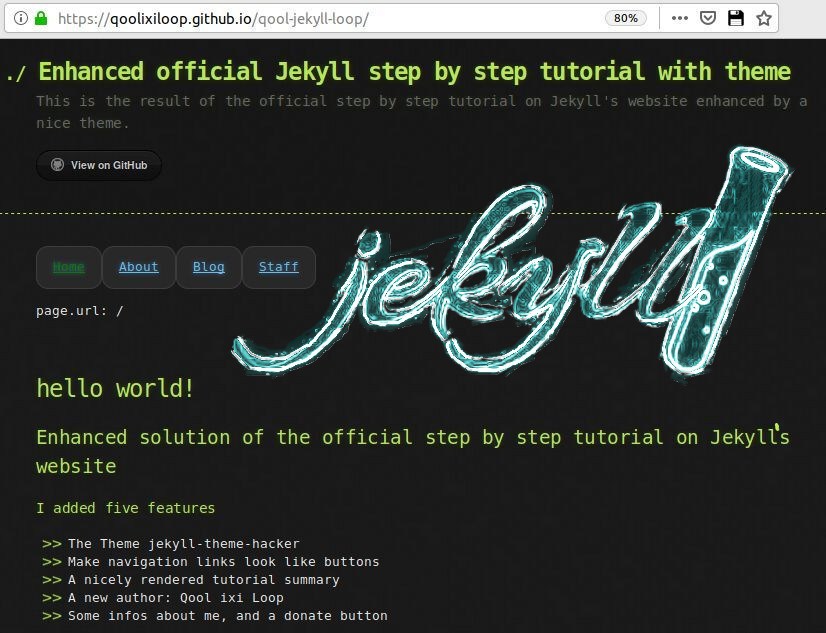 https://qoolixiloop.github.io/qool-jekyll-loop/
80%
./ Enhanced official Jekyll step by step tutorial with theme
This is the result of the official step by step tutorial on Jekyll's website enhanced by a
nice theme.
View on GitHub
jekyll
Home About Blog Staff
page.url: /
hello world!
Enhanced solution of the official step by step tutorial on Jekyll's
website
I added five features
>> The Theme jekyll-theme-hacker
>> Make navigation links look like buttons
>> A nicely rendered tutorial summary
>> A new author: Qool ixi Loop
>> Some infos about me, and a donate button